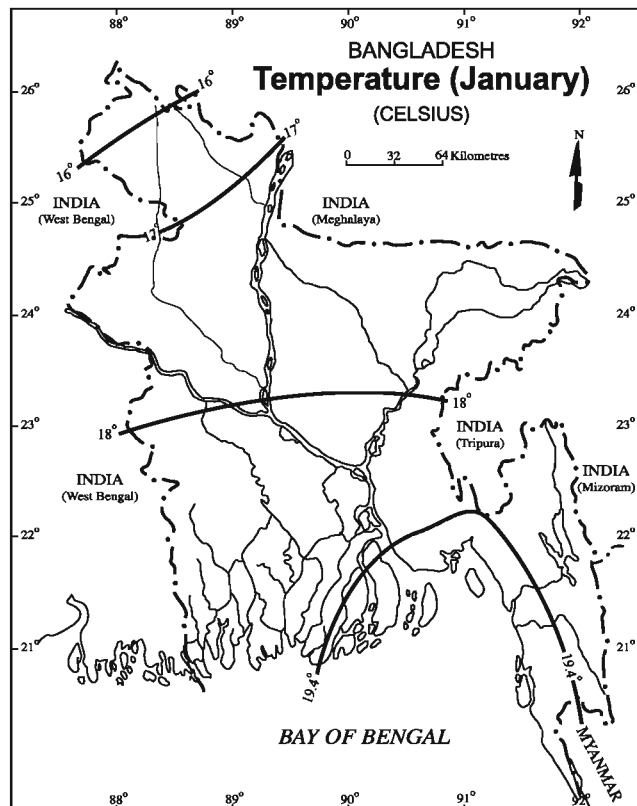 88° 89° 90° 91° 92°
BANGLADESH
Temperature (January)
(CELSIUS)
0 32 64 Kilometres
N
26° 26°
16°
16°
17°
17°
25° 25°
INDIA
(West Bengal)
INDIA
(Meghalaya)
24° 24°
23° 23°
18°
18°
INDIA
(Tripura)
INDIA
(West Bengal)
INDIA
(Mizoram)
22° 22°
21° 21°
19.4°
19.4°
BAY OF BENGAL
MYANMAR
88° 89° 90° 91° 92°